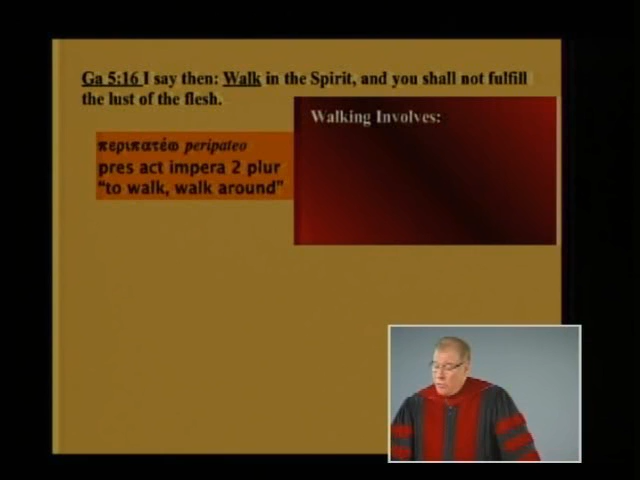 Ga 5:16 I say then: Walk in the Spirit, and you shall not fulfill
the lust of the flesh.
Walking Involves:
περιπατέω peripateo
pres act impera 2 plur
"to walk, walk around"